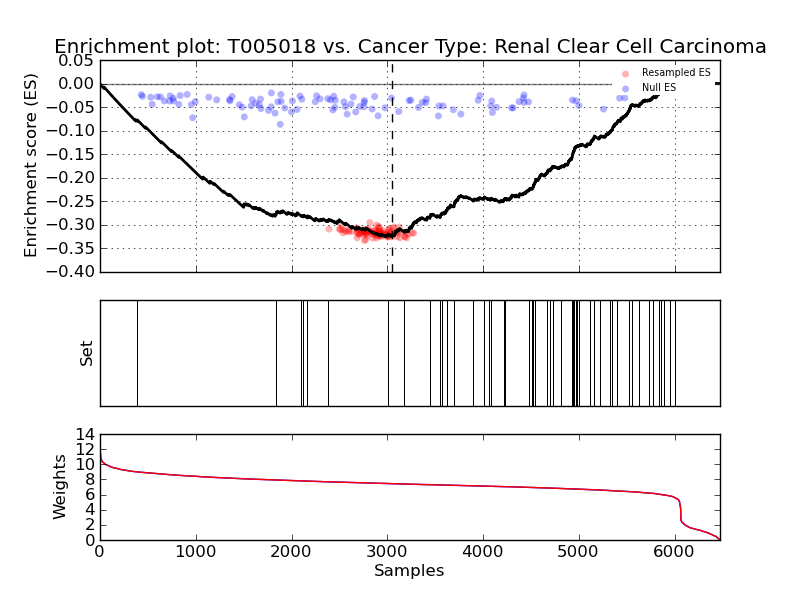 Enrichment plot: T005018 vs. Cancer Type: Renal Clear Cell Carcinoma
0.05
0.00
−0.05
−0.10
−0.15
−0.20
−0.25
−0.30
−0.35
−0.40
Enrichment score (ES)
Resampled ES
Null ES
Set
14
12
10
8
6
4
2
0
Weights
0 1000 2000 3000 4000 5000 6000
Samples